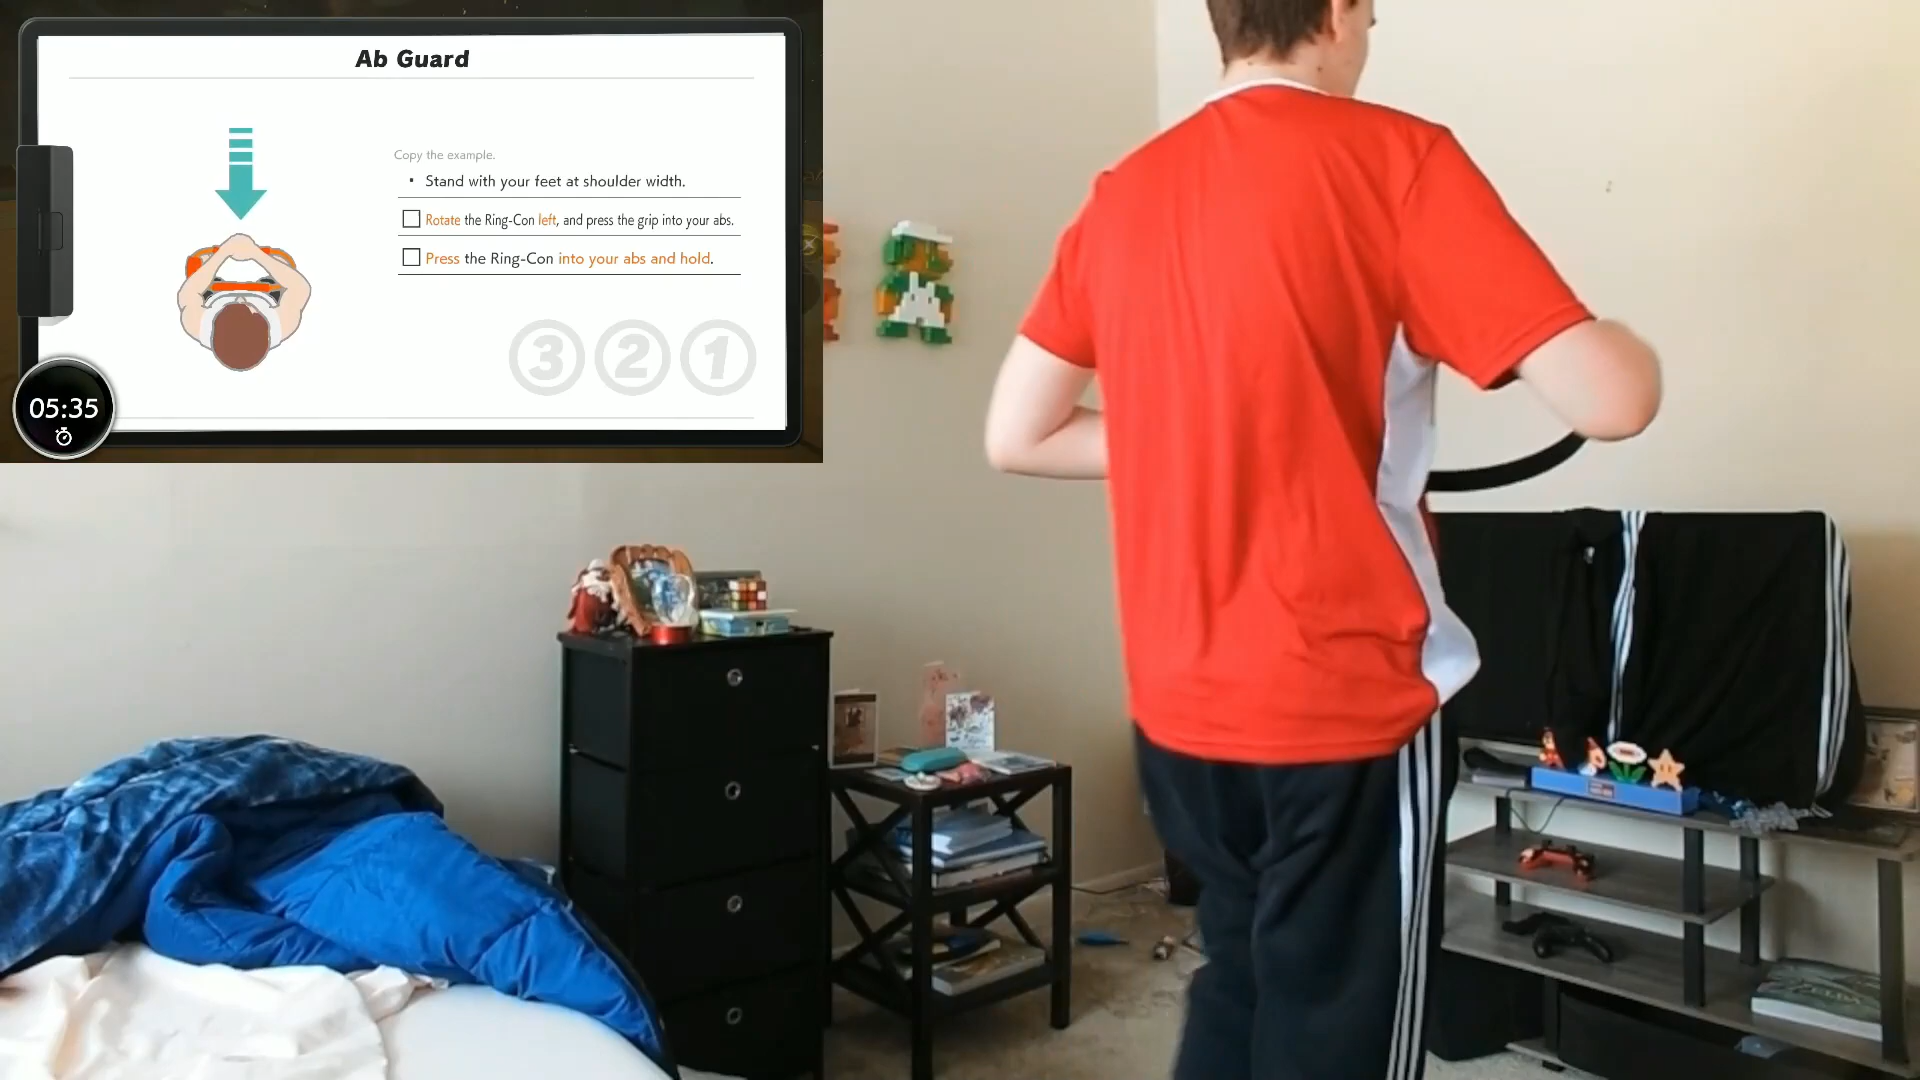 Ab Guard
Copy the example.
• Stand with your feet at shoulder width.
Rotate the Ring-Con left, and press the grip into your abs.
Press the Ring-Con into your abs and hold.
3 2 1
05:35